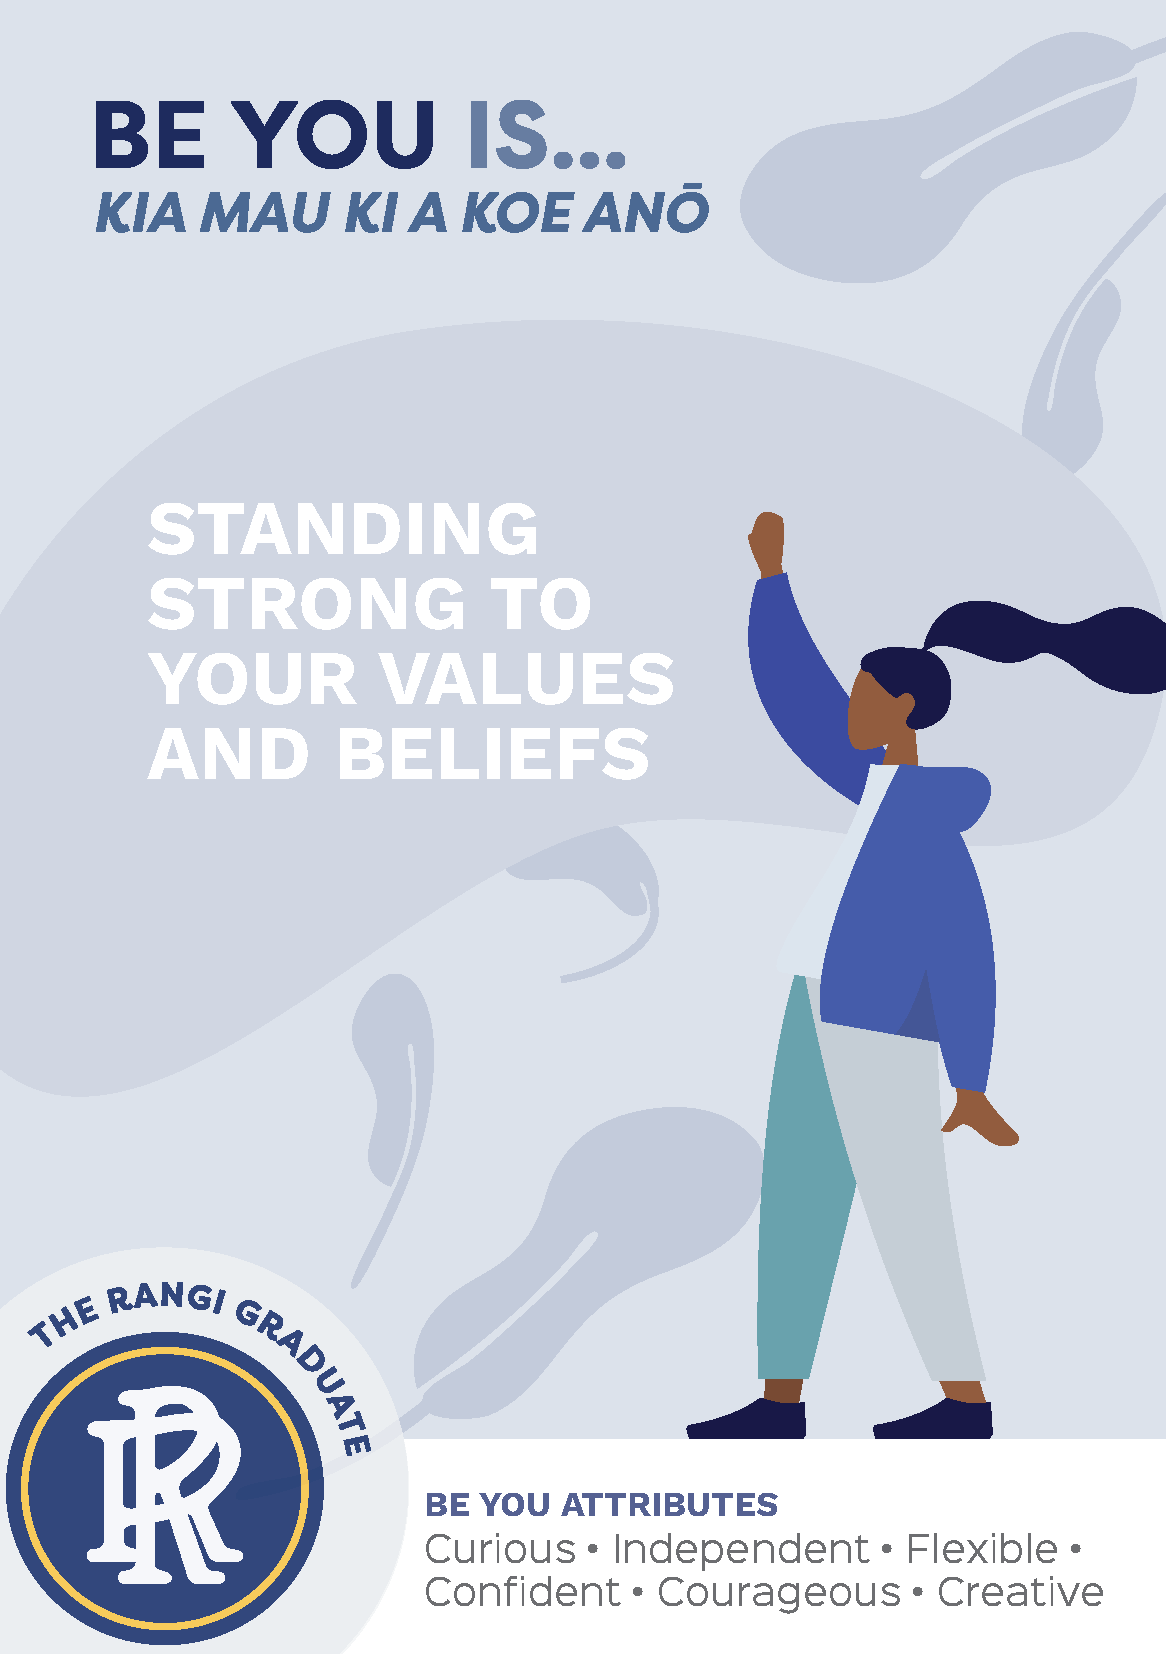 BE YOU IS...
KIA MAU KI A KOE ANŌ
STANDING
STRONG TO
YOUR VALUES
AND BELIEFS
THE RANGI GRADUATE
RR
BE YOU ATTRIBUTES
Curious • Independent • Flexible •
Confident • Courageous • Creative